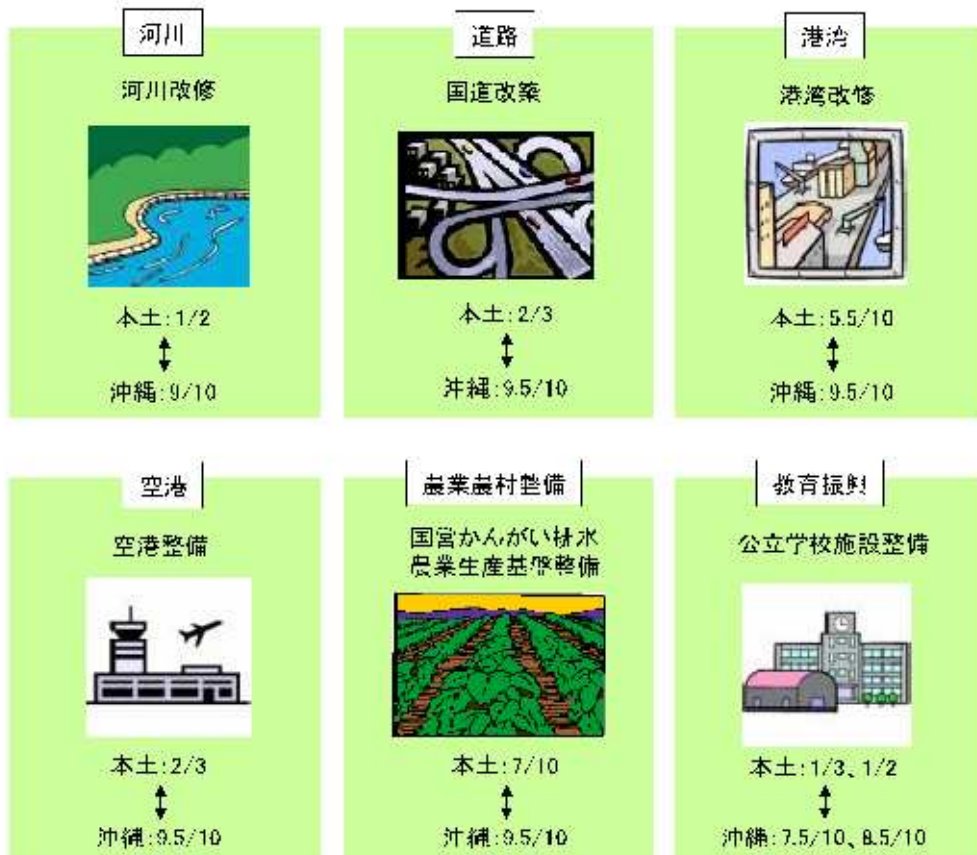 河川
河川改修
本土:1/2
沖縄:9/10
道路
国道改築
本土:2/3
沖縄:9.5/10
港湾
港湾改修
本土:5.5/10
沖縄:9.5/10
空港
空港整備
本土:2/3
沖縄:9.5/10
農業農村整備
国営かんがい排水
農業生産基盤整備
本土:7/10
沖縄:9.5/10
教育振興
公立学校施設整備
本土:1/3、1/2
沖縄:7.5/10、8.5/10